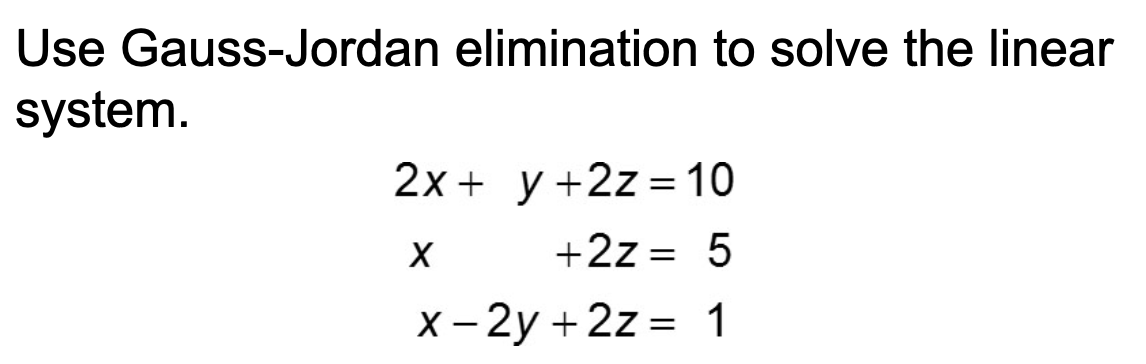 Use Gauss-Jordan elimination to solve the linear
system.
2x + y + 2z = 10
x + 2z = 5
x − 2y + 2z = 1